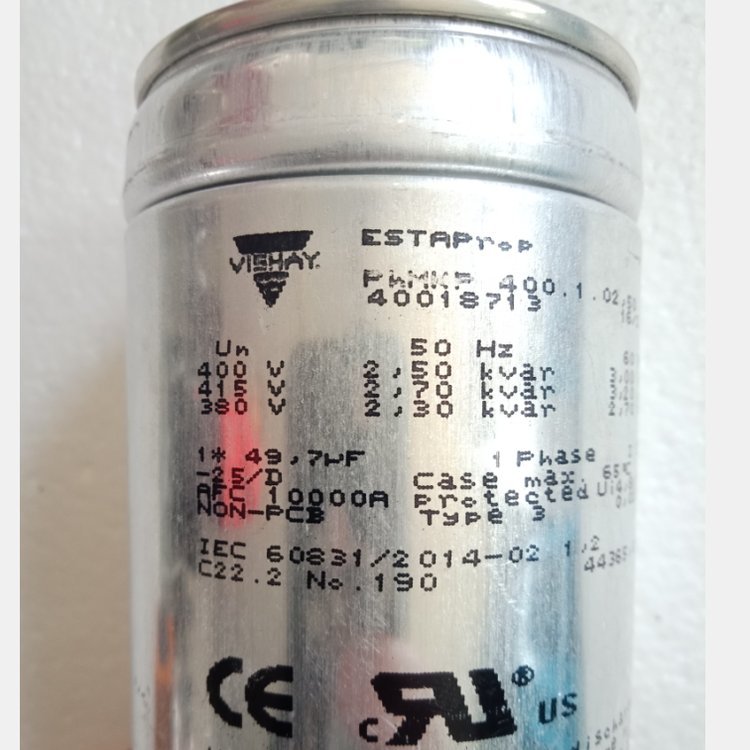 VISHAY.
ESTAProp
PhMKP 400.1.02,50
40018713
Un 50 Hz
400 V 2,50 kvar
415 V 2,70 kvar
380 V 2,30 kvar
1* 49,7µF 1 Phase
-25/D Case max. 65°C
AFC 10000A Protected
NON-PCB Type 3
IEC 60831/2014-02 1,2
C22.2 No.190
CE
c RU ® US